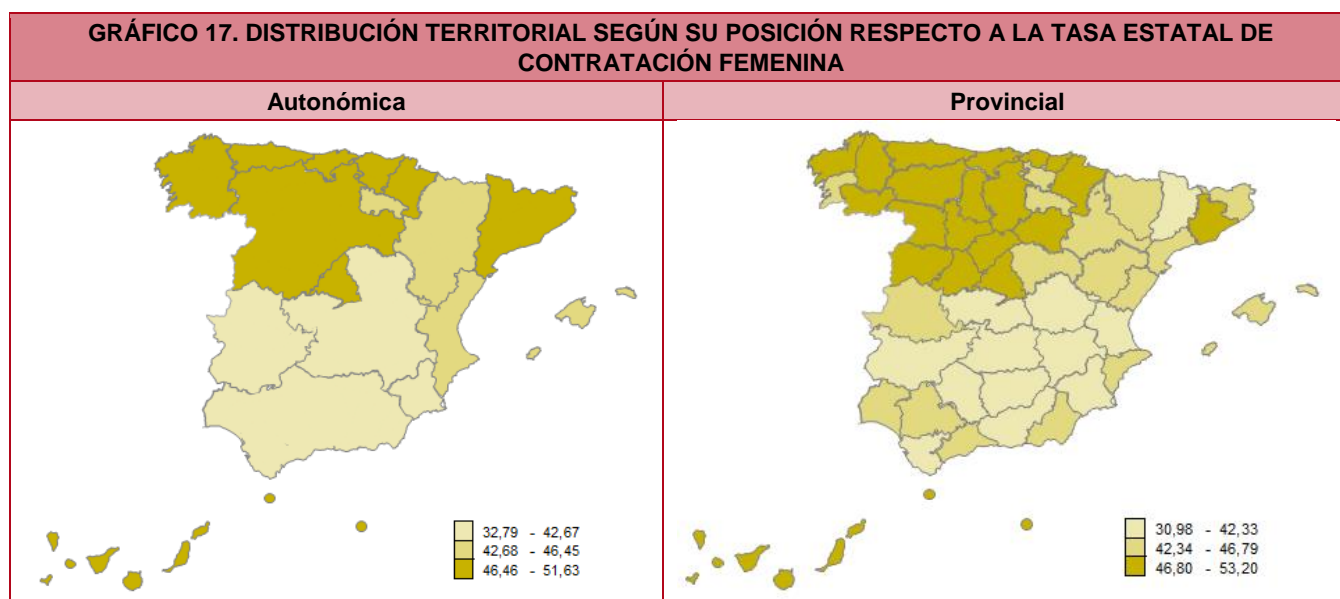 GRÁFICO 17. DISTRIBUCIÓN TERRITORIAL SEGÚN SU POSICIÓN RESPECTO A LA TASA ESTATAL DE
CONTRATACIÓN FEMENINA
Autonómica
Provincial
32,79 - 42,67
42,68 - 46,45
46,46 - 51,63
30,98 - 42,33
42,34 - 46,79
46,80 - 53,20